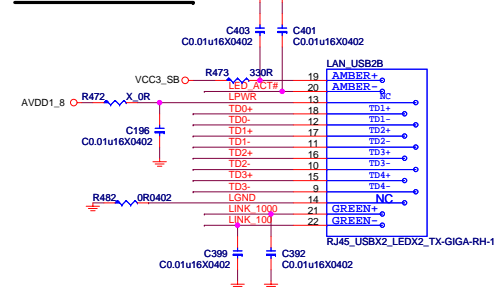 C403
C401
C0.01u16X0402
C0.01u16X0402
LAN_USB2B
R473
330R
VCC3_SB
19
AMBER+
LED_ACT#
20
AMBER-
AVDD1_8
R472
X_0R
LPWR
13
NC
18
TD1+
TD0+
12
TD1-
TD0-
17
TD2+
TD1+
11
TD2-
TD1-
16
TD3+
TD2+
10
TD3-
TD2-
15
TD4+
TD3+
9
TD4-
TD3-
C196
C0.01u16X0402
R482
0R0402
LGND
14
NC
LINK_1000
21
GREEN+
LINK_100
22
GREEN-
RJ45_USBX2_LEDX2_TX-GIGA-RH-1
C399
C392
C0.01u16X0402
C0.01u16X0402